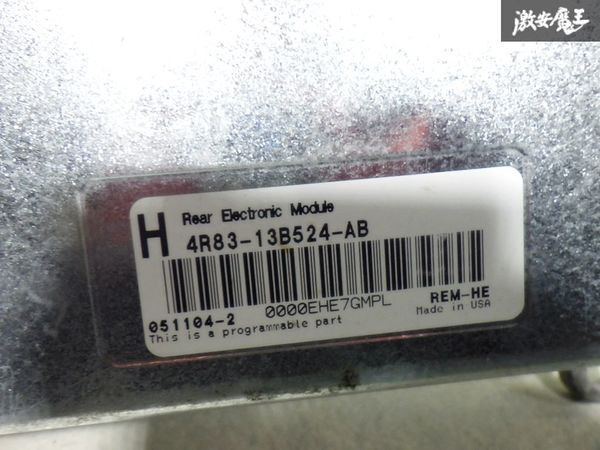 激安魔王
H Rear Electronic Module
4R83-13B524-AB
0000EHE7GMPL
051104-2
REM-HE
Made in USA
This is a programmable part